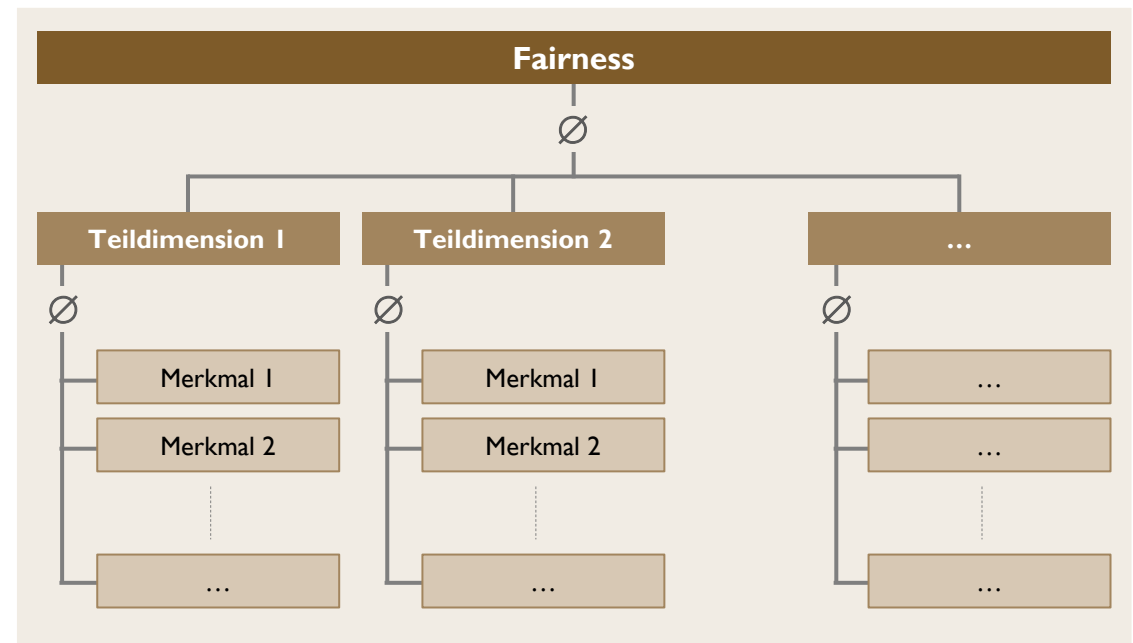 Fairness
∅
Teildimension 1
Teildimension 2
...
∅
∅
∅
Merkmal 1
Merkmal 1
...
Merkmal 2
Merkmal 2
...
...
...
...